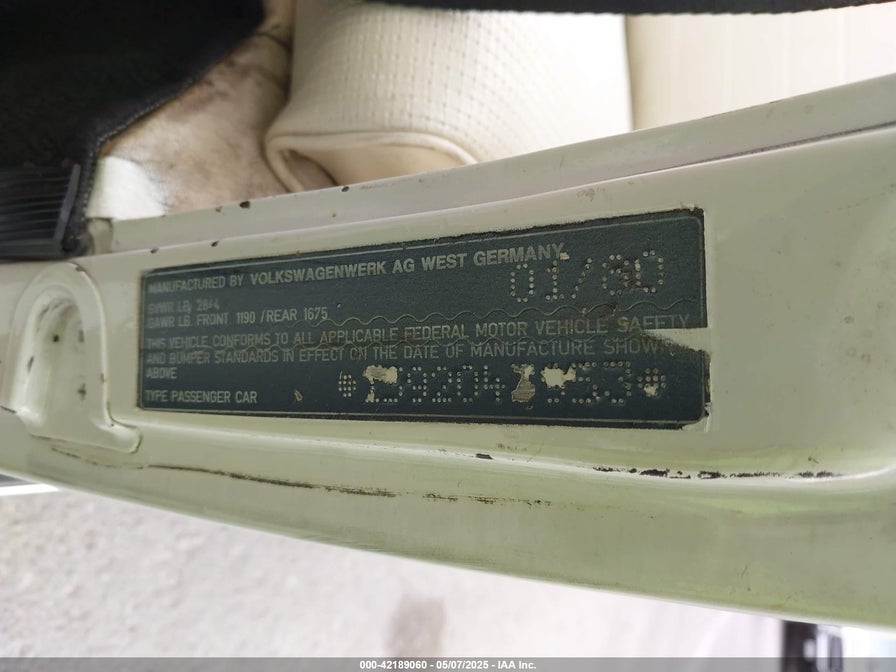 MANUFACTURED BY VOLKSWAGENWERK AG WEST GERMANY
01/80
GVWR LB. 2844
GAWR LB. FRONT 1190 / REAR 1675
THIS VEHICLE CONFORMS TO ALL APPLICABLE FEDERAL MOTOR VEHICLE SAFETY
AND BUMPER STANDARDS IN EFFECT ON THE DATE OF MANUFACTURE SHOWN
ABOVE
TYPE PASSENGER CAR
000-42189060 - 05/07/2025 - IAA Inc.